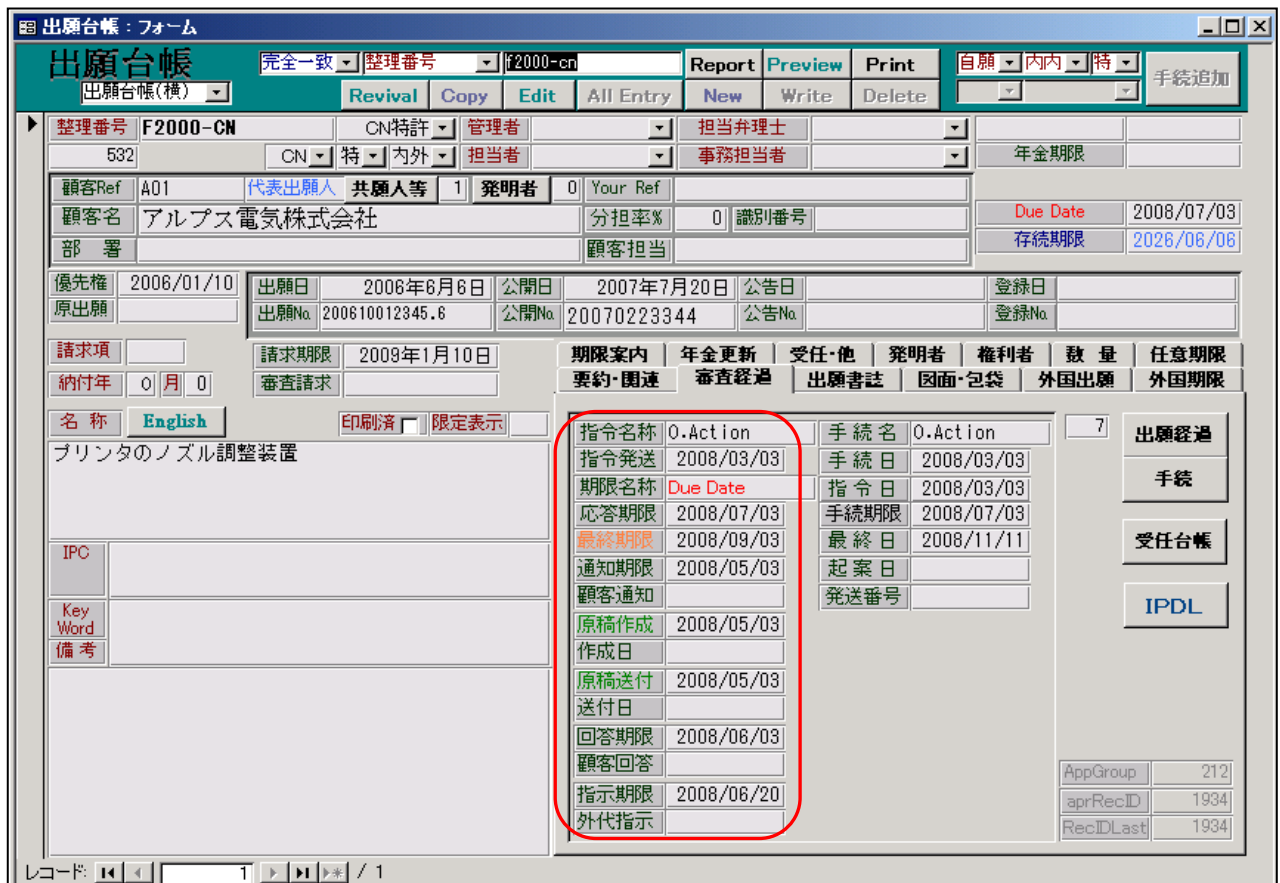 出願台帳：フォーム
出願台帳 完全一致 整理番号 f2000-cn Report Preview Print 自願 内内 特 手続追加
出願台帳(横) Revival Copy Edit All Entry New Write Delete
整理番号 F2000-CN CN特許 管理者 担当弁理士
532 CN 特 内外 担当者 事務担当者 年金期限
顧客Ref A01 代表出願人 共願人等 1 発明者 0 Your Ref
顧客名 アルプス電気株式会社 分担率% 0 識別番号 Due Date 2008/07/03
部 署 顧客担当 存続期限 2026/06/06
優先権 2006/01/10 出願日 2006年6月6日 公開日 2007年7月20日 公告日 登録日
原出願 出願No. 200610012345.6 公開No. 20070223344 公告No. 登録No.
請求項 請求期限 2009年1月10日 期限案内 年金更新 受任・他 発明者 権利者 数 量 任意期限
納付年 0 月 0 審査請求 要約・関連 審査経過 出願書誌 図面・包袋 外国出願 外国期限
名 称 English 印刷済 限定表示
プリンタのノズル調整装置
IPC
Key Word
備 考
指令名称 O.Action 手 続 名 O.Action 7 出願経過
指令発送 2008/03/03 手 続 日 2008/03/03
期限名称 Due Date 指 令 日 2008/03/03 手続
応答期限 2008/07/03 手続期限 2008/07/03
最終期限 2008/09/03 最 終 日 2008/11/11 受任台帳
通知期限 2008/05/03 起 案 日
顧客通知 発送番号 IPDL
原稿作成 2008/05/03
作成日
原稿送付 2008/05/03
送付日
回答期限 2008/06/03
顧客回答 AppGroup 212
指示期限 2008/06/20 aprRecID 1934
外代指示 RecIDLast 1934
レコード: 1 / 1